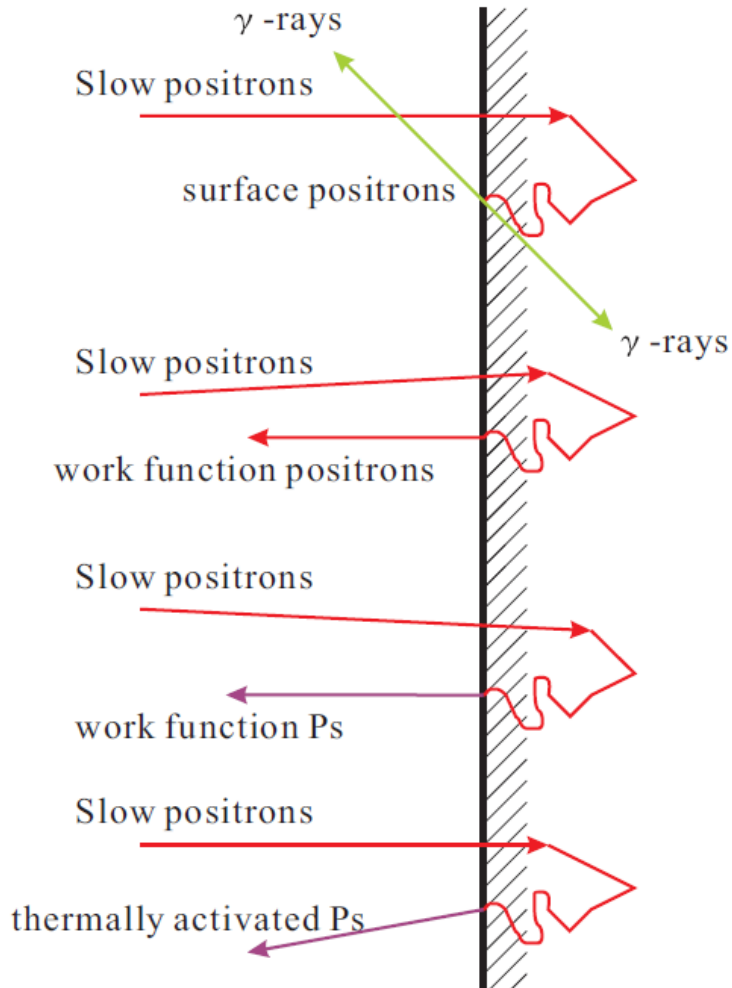 γ -rays
Slow positrons
surface positrons
γ -rays
Slow positrons
work function positrons
Slow positrons
work function Ps
Slow positrons
thermally activated Ps